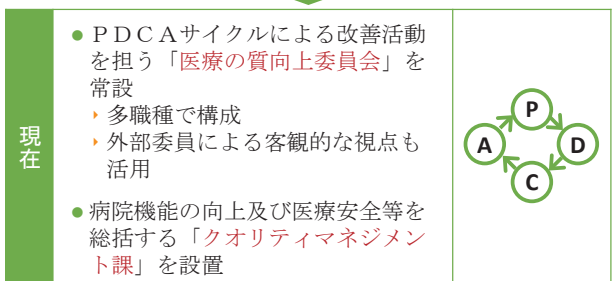 現在
●ＰＤＣＡサイクルによる改善活動
を担う「医療の質向上委員会」を
常設
‣多職種で構成
‣外部委員による客観的な視点も
活用
●病院機能の向上及び医療安全等を
総括する「クオリティマネジメン
ト課」を設置
P
A
D
C